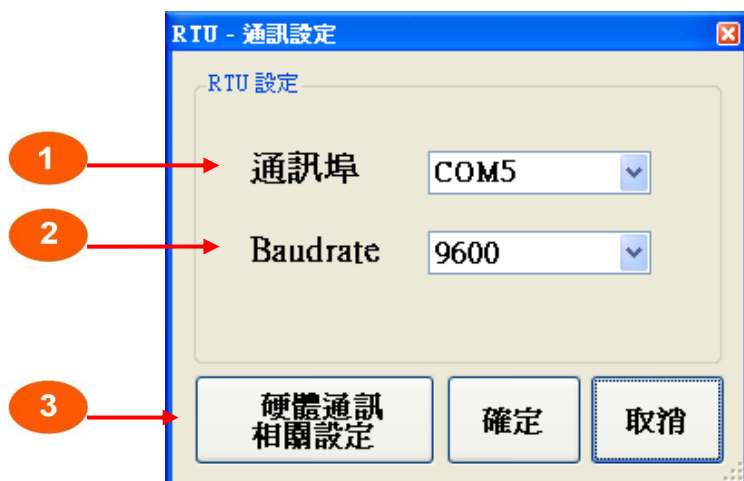 RTU - 通訊設定
RTU 設定
1
通訊埠 COM5
2
Baudrate 9600
3
硬體通訊
相關設定
確定
取消